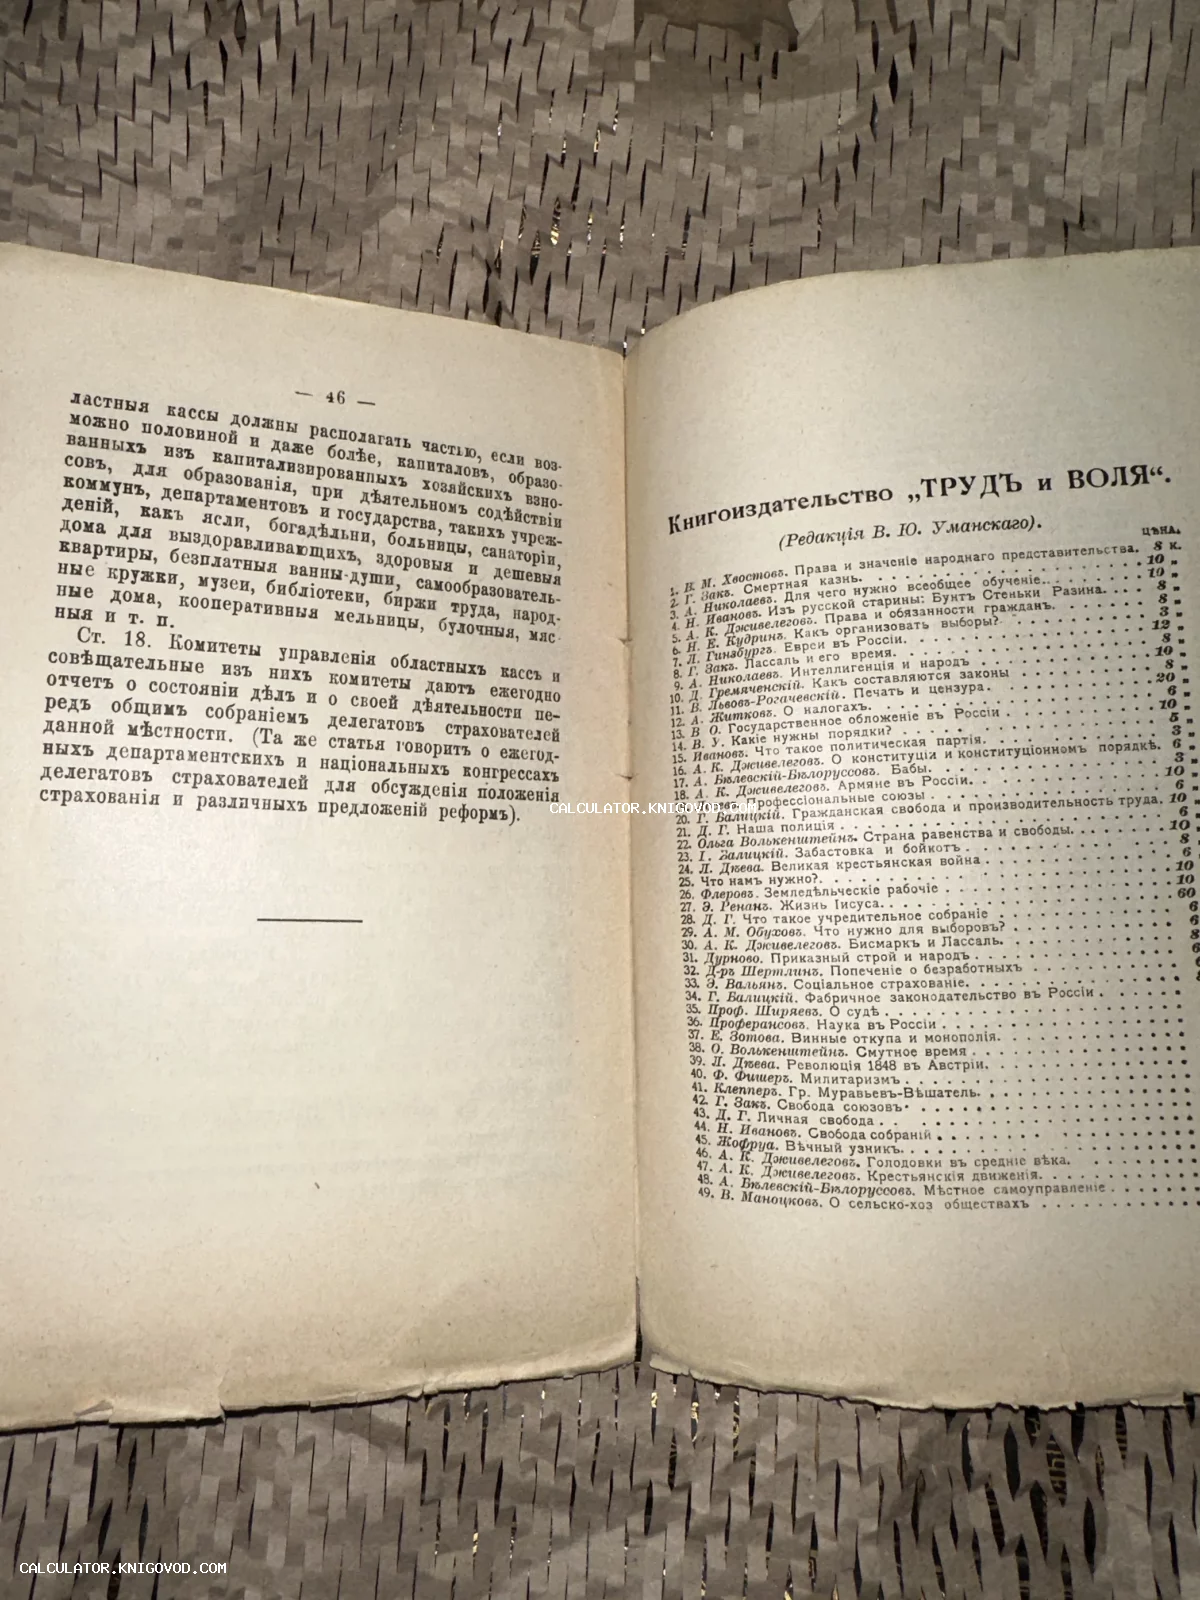 — 46 —
ластныя кассы должны располагать частью, если воз-
можно половиной и даже болѣе, капиталовъ, образо-
ванныхъ изъ капитализированныхъ хозяйскихъ взно-
совъ, для образованія, при дѣятельномъ содѣйствіи
коммунъ, департаментовъ и государства, такихъ учреж-
деній, какъ ясли, богадѣльни, больницы, санаторіи,
дома для выздоравливающихъ, здоровыя и дешевыя
квартиры, безплатныя ванны-души, самообразователь-
ные кружки, музеи, библіотеки, биржи труда, народ-
ные дома, кооперативныя мельницы, булочныя, мяс-
ныя и т. п.
Ст. 18. Комитеты управленія областныхъ кассъ и
совѣщательные изъ нихъ комитеты даютъ ежегодно
отчетъ о состояніи дѣлъ и о своей дѣятельности пе-
редъ общимъ собраніемъ делегатовъ страхователей
данной мѣстности. (Та же статья говоритъ о ежегод-
ныхъ департаментскихъ и національныхъ конгрессахъ
делегатовъ страхователей для обсужденія положенія
страхованія и различныхъ предложеній реформъ).
Книгоиздательство „ТРУДЪ и ВОЛЯ“.
(Редакція В. Ю. Уманскаго).
ЦѢНА.
1. В. М. Хвостовъ. Права и значеніе народнаго представительства. 8 к.
2. Г. Закъ. Смертная казнь. 10 „
3. А. Николаевъ. Для чего нужно всеобщее обученіе. 10 „
4. Н. Ивановъ. Изъ русской старины: Бунтъ Стеньки Разина. 8 „
5. А. К. Дживелеговъ. Права и обязанности гражданъ. 8 „
6. Н. Е. Кудринъ. Какъ организовать выборы? 3 „
7. Л. Гинзбургъ. Евреи въ Россіи. 12 „
8. Г. Закъ. Лассаль и его время. 8 „
9. А. Николаевъ. Интеллигенція и народъ 10 „
10. Д. Гремяченскій. Какъ составляются законы 8 „
11. В. Львовъ-Рогачевскій. Печать и цензура. 20 „
12. А. Житковъ. О налогахъ. 6 „
13. В О. Государственное обложеніе въ Россіи 10 „
14. В. У. Какіе нужны порядки? 5 „
15. Ивановъ. Что такое политическая партія. 3 „
16. А. К. Дживелеговъ. О конституціи и конституціонномъ порядкѣ. 6 „
17. А. Бѣлевскій-Бѣлоруссовъ. Бабы. 3 „
18. А. К. Дживелеговъ. Армяне въ Россіи. 10 „
Профессіональные союзы 6 „
20. Г. Балицкій. Гражданская свобода и производительность труда. 10 „
21. Д. Г. Наша полиція 6 „
22. Ольга Волькенштейнъ. Страна равенства и свободы. 10 „
23. Г. Балицкій. Забастовка и бойкотъ 8 „
24. Л. Дѣева. Великая крестьянская война 6 „
25. Что намъ нужно? 10 „
26. Флеровъ. Земледѣльческіе рабочіе 10 „
27. Э. Ренанъ. Жизнь Іисуса. 60
28. Д. Г. Что такое учредительное собраніе 6
29. А. М. Обуховъ. Что нужно для выборовъ? 6
30. А. К. Дживелеговъ. Бисмаркъ и Лассаль. 8
31. Дурново. Приказный строй и народъ 6
32. Д-ръ Шертлинъ. Попеченіе о безработныхъ 6
33. Э. Вальянъ. Соціальное страхованіе.
34. Г. Балицкій. Фабричное законодательство въ Россіи
35. Проф. Ширяевъ. О судѣ
36. Проферансовъ. Наука въ Россіи
37. Е. Зотова. Винные откупа и монополія.
38. О. Волькенштейнъ. Смутное время
39. Л. Дѣева. Революція 1848 въ Австріи.
40. Ф. Фишеръ. Милитаризмъ
41. Клепперъ. Гр. Муравьевъ-Вѣшатель.
42. Г. Закъ. Свобода союзовъ
43. Д. Г. Личная свобода
44. Н. Ивановъ. Свобода собраній
45. Жофруа. Вѣчный узникъ.
46. А. К. Дживелеговъ. Голодовки въ средніе вѣка.
47. А. К. Дживелеговъ. Крестьянскія движенія.
48. А. Бѣлевскій-Бѣлоруссовъ. Мѣстное самоуправленіе
49. В. Маноцковъ. О сельско-хоз обществахъ
CALCULATOR.KNIGOVOD.COM
CALCULATOR.KNIGOVOD.COM